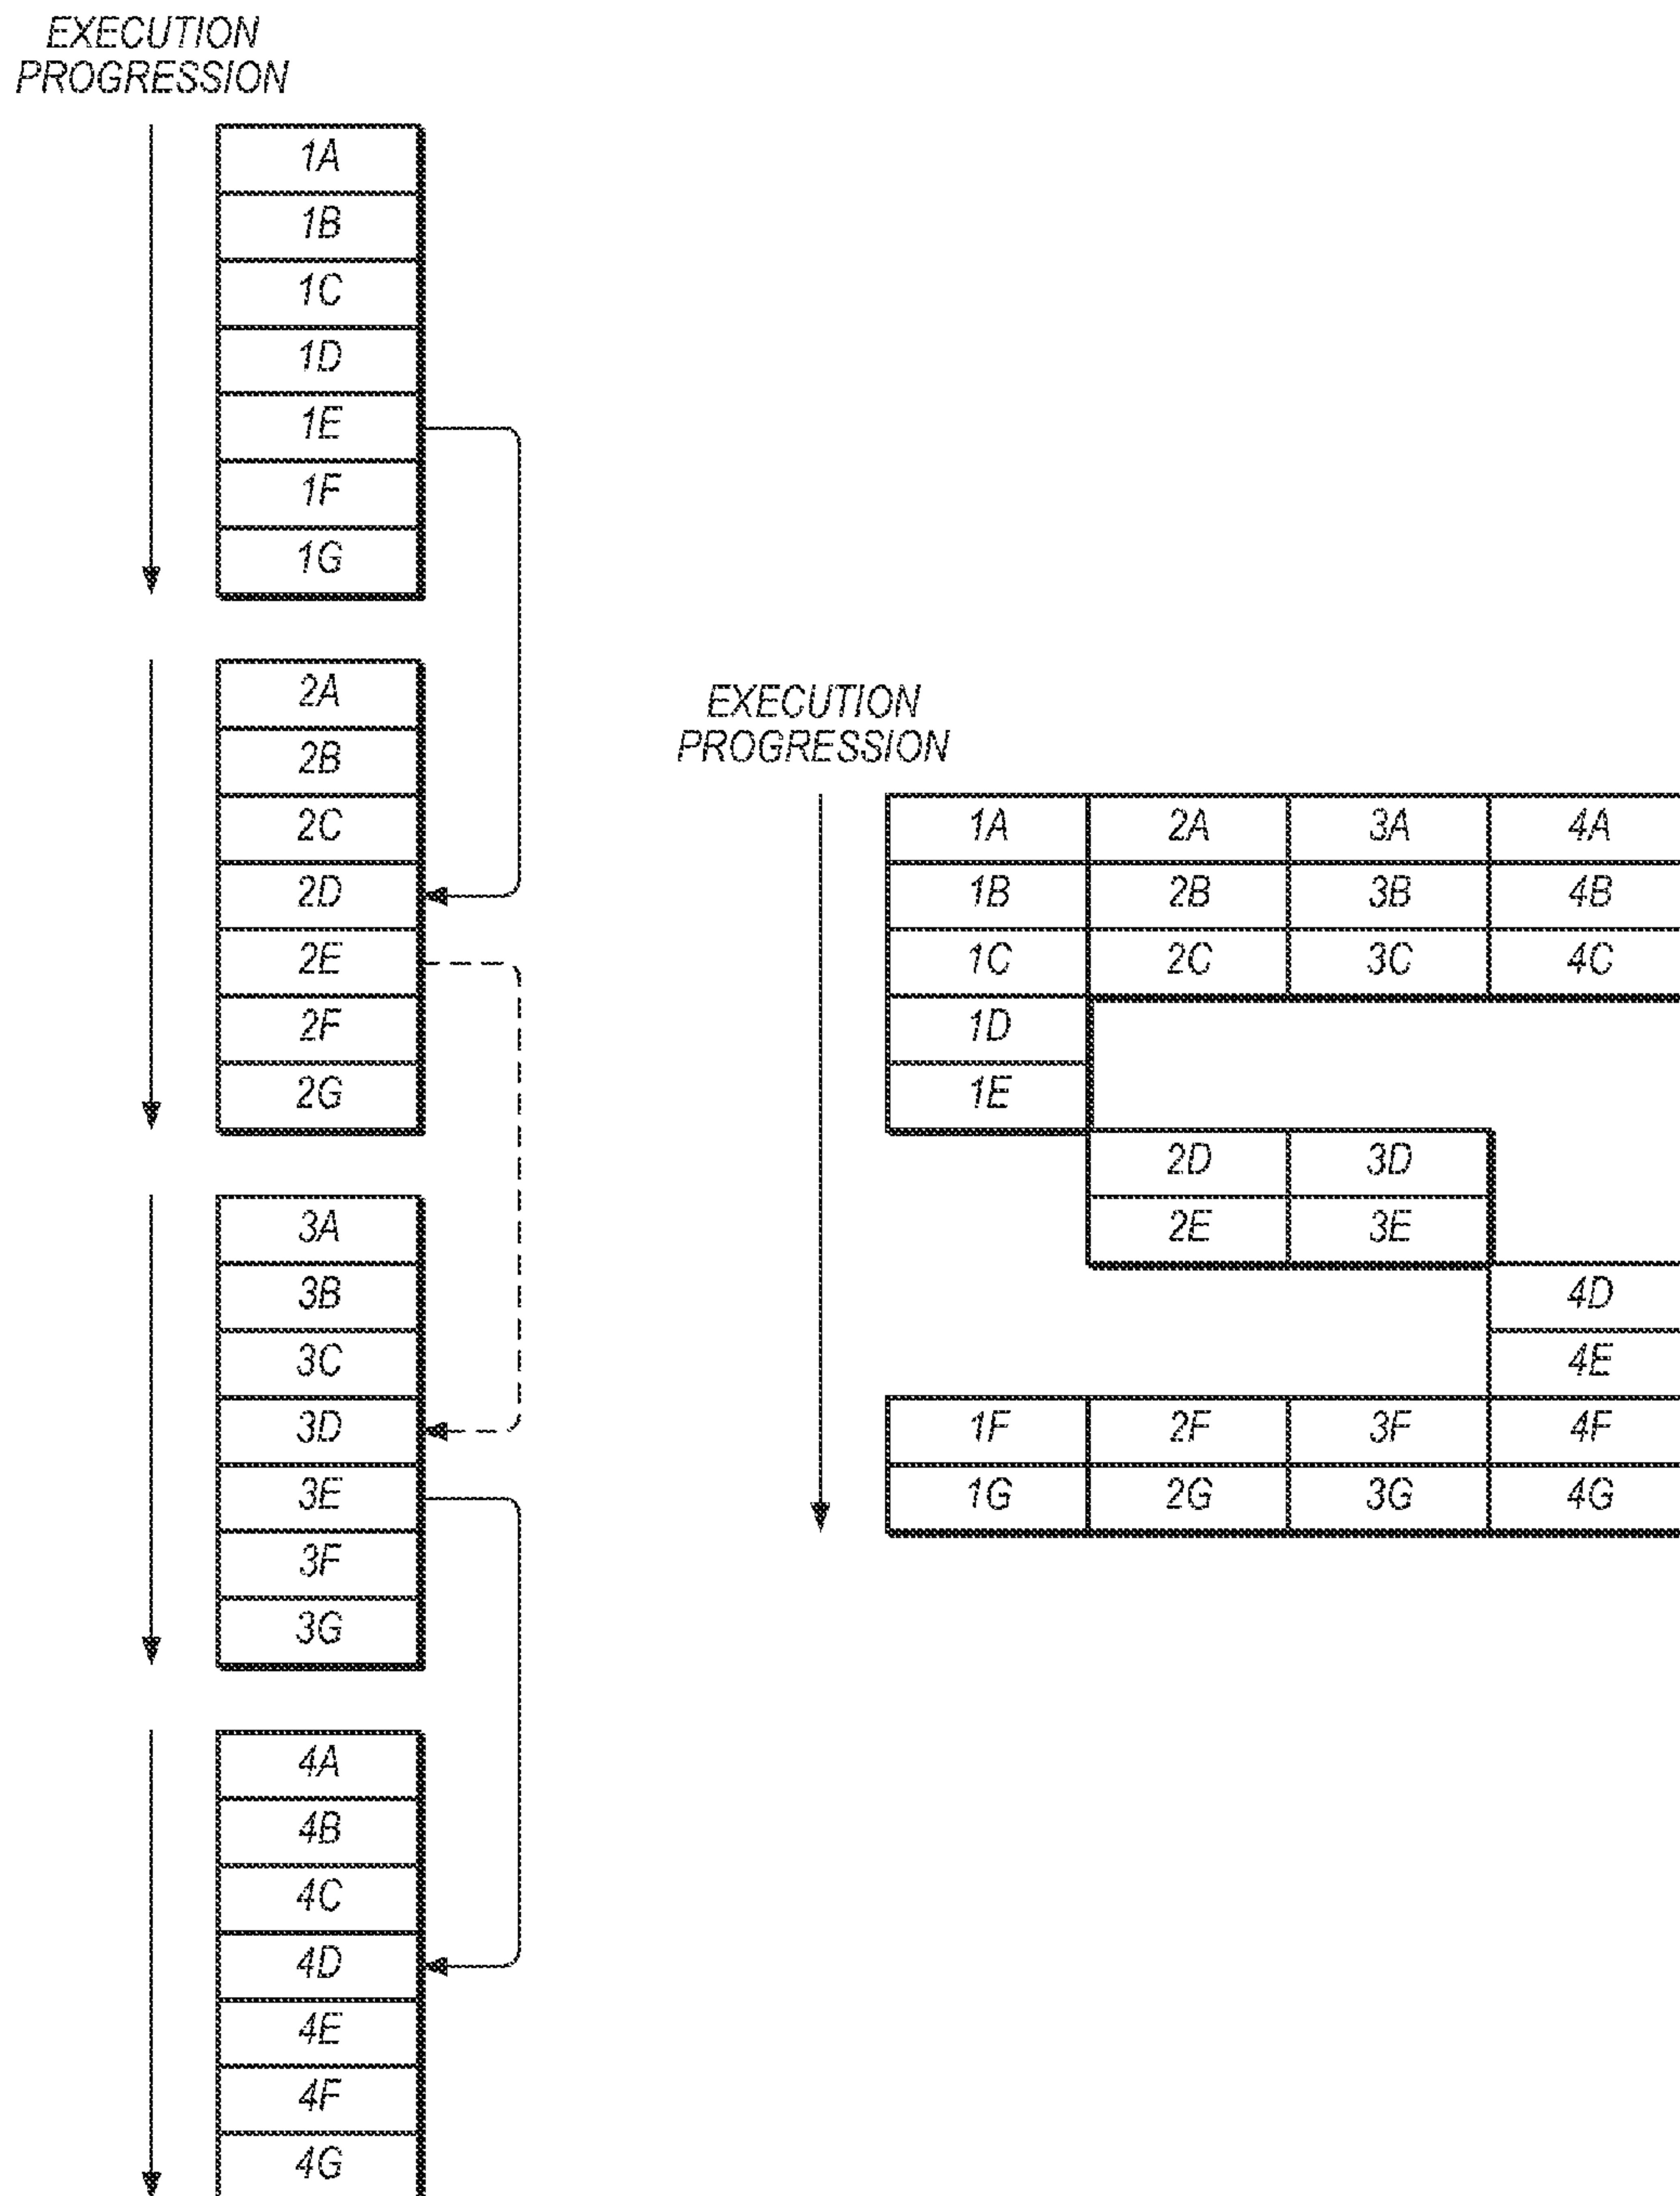 EXECUTION
PROGRESSION
1A
1B
1C
1D
1E
1F
1G
2A
2B
2C
2D
2E
2F
2G
3A
3B
3C
3D
3E
3F
3G
4A
4B
4C
4D
4E
4F
4G
EXECUTION
PROGRESSION
1A 2A 3A 4A
1B 2B 3B 4B
1C 2C 3C 4C
1D
1E
2D 3D
2E 3E
4D
4E
1F 2F 3F 4F
1G 2G 3G 4G